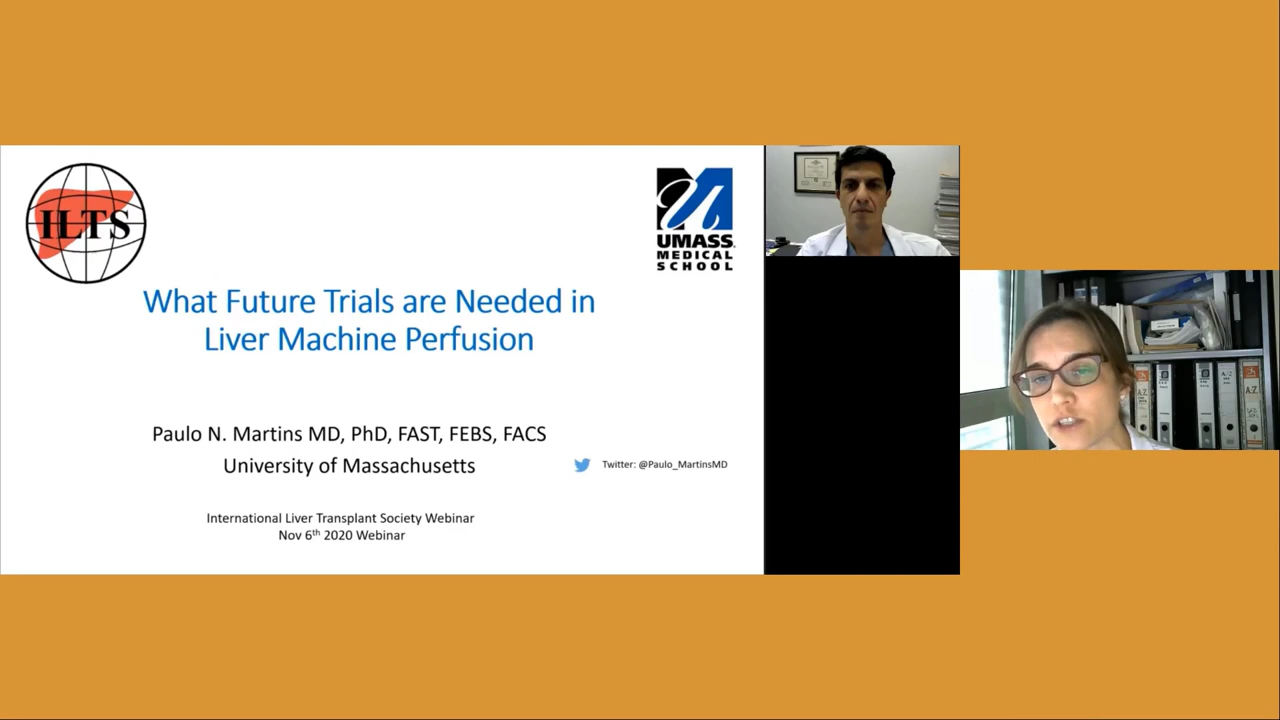 ILTS
UMASS
MEDICAL
SCHOOL
What Future Trials are Needed in
Liver Machine Perfusion
Paulo N. Martins MD, PhD, FAST, FEBS, FACS
University of Massachusetts
Twitter: @Paulo_MartinsMD
International Liver Transplant Society Webinar
Nov 6th 2020 Webinar
A-Z
A-Z
A-Z